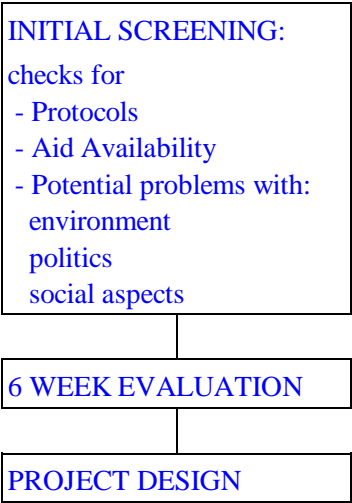 INITIAL SCREENING:
checks for
- Protocols
- Aid Availability
- Potential problems with:
environment
politics
social aspects
6 WEEK EVALUATION
PROJECT DESIGN